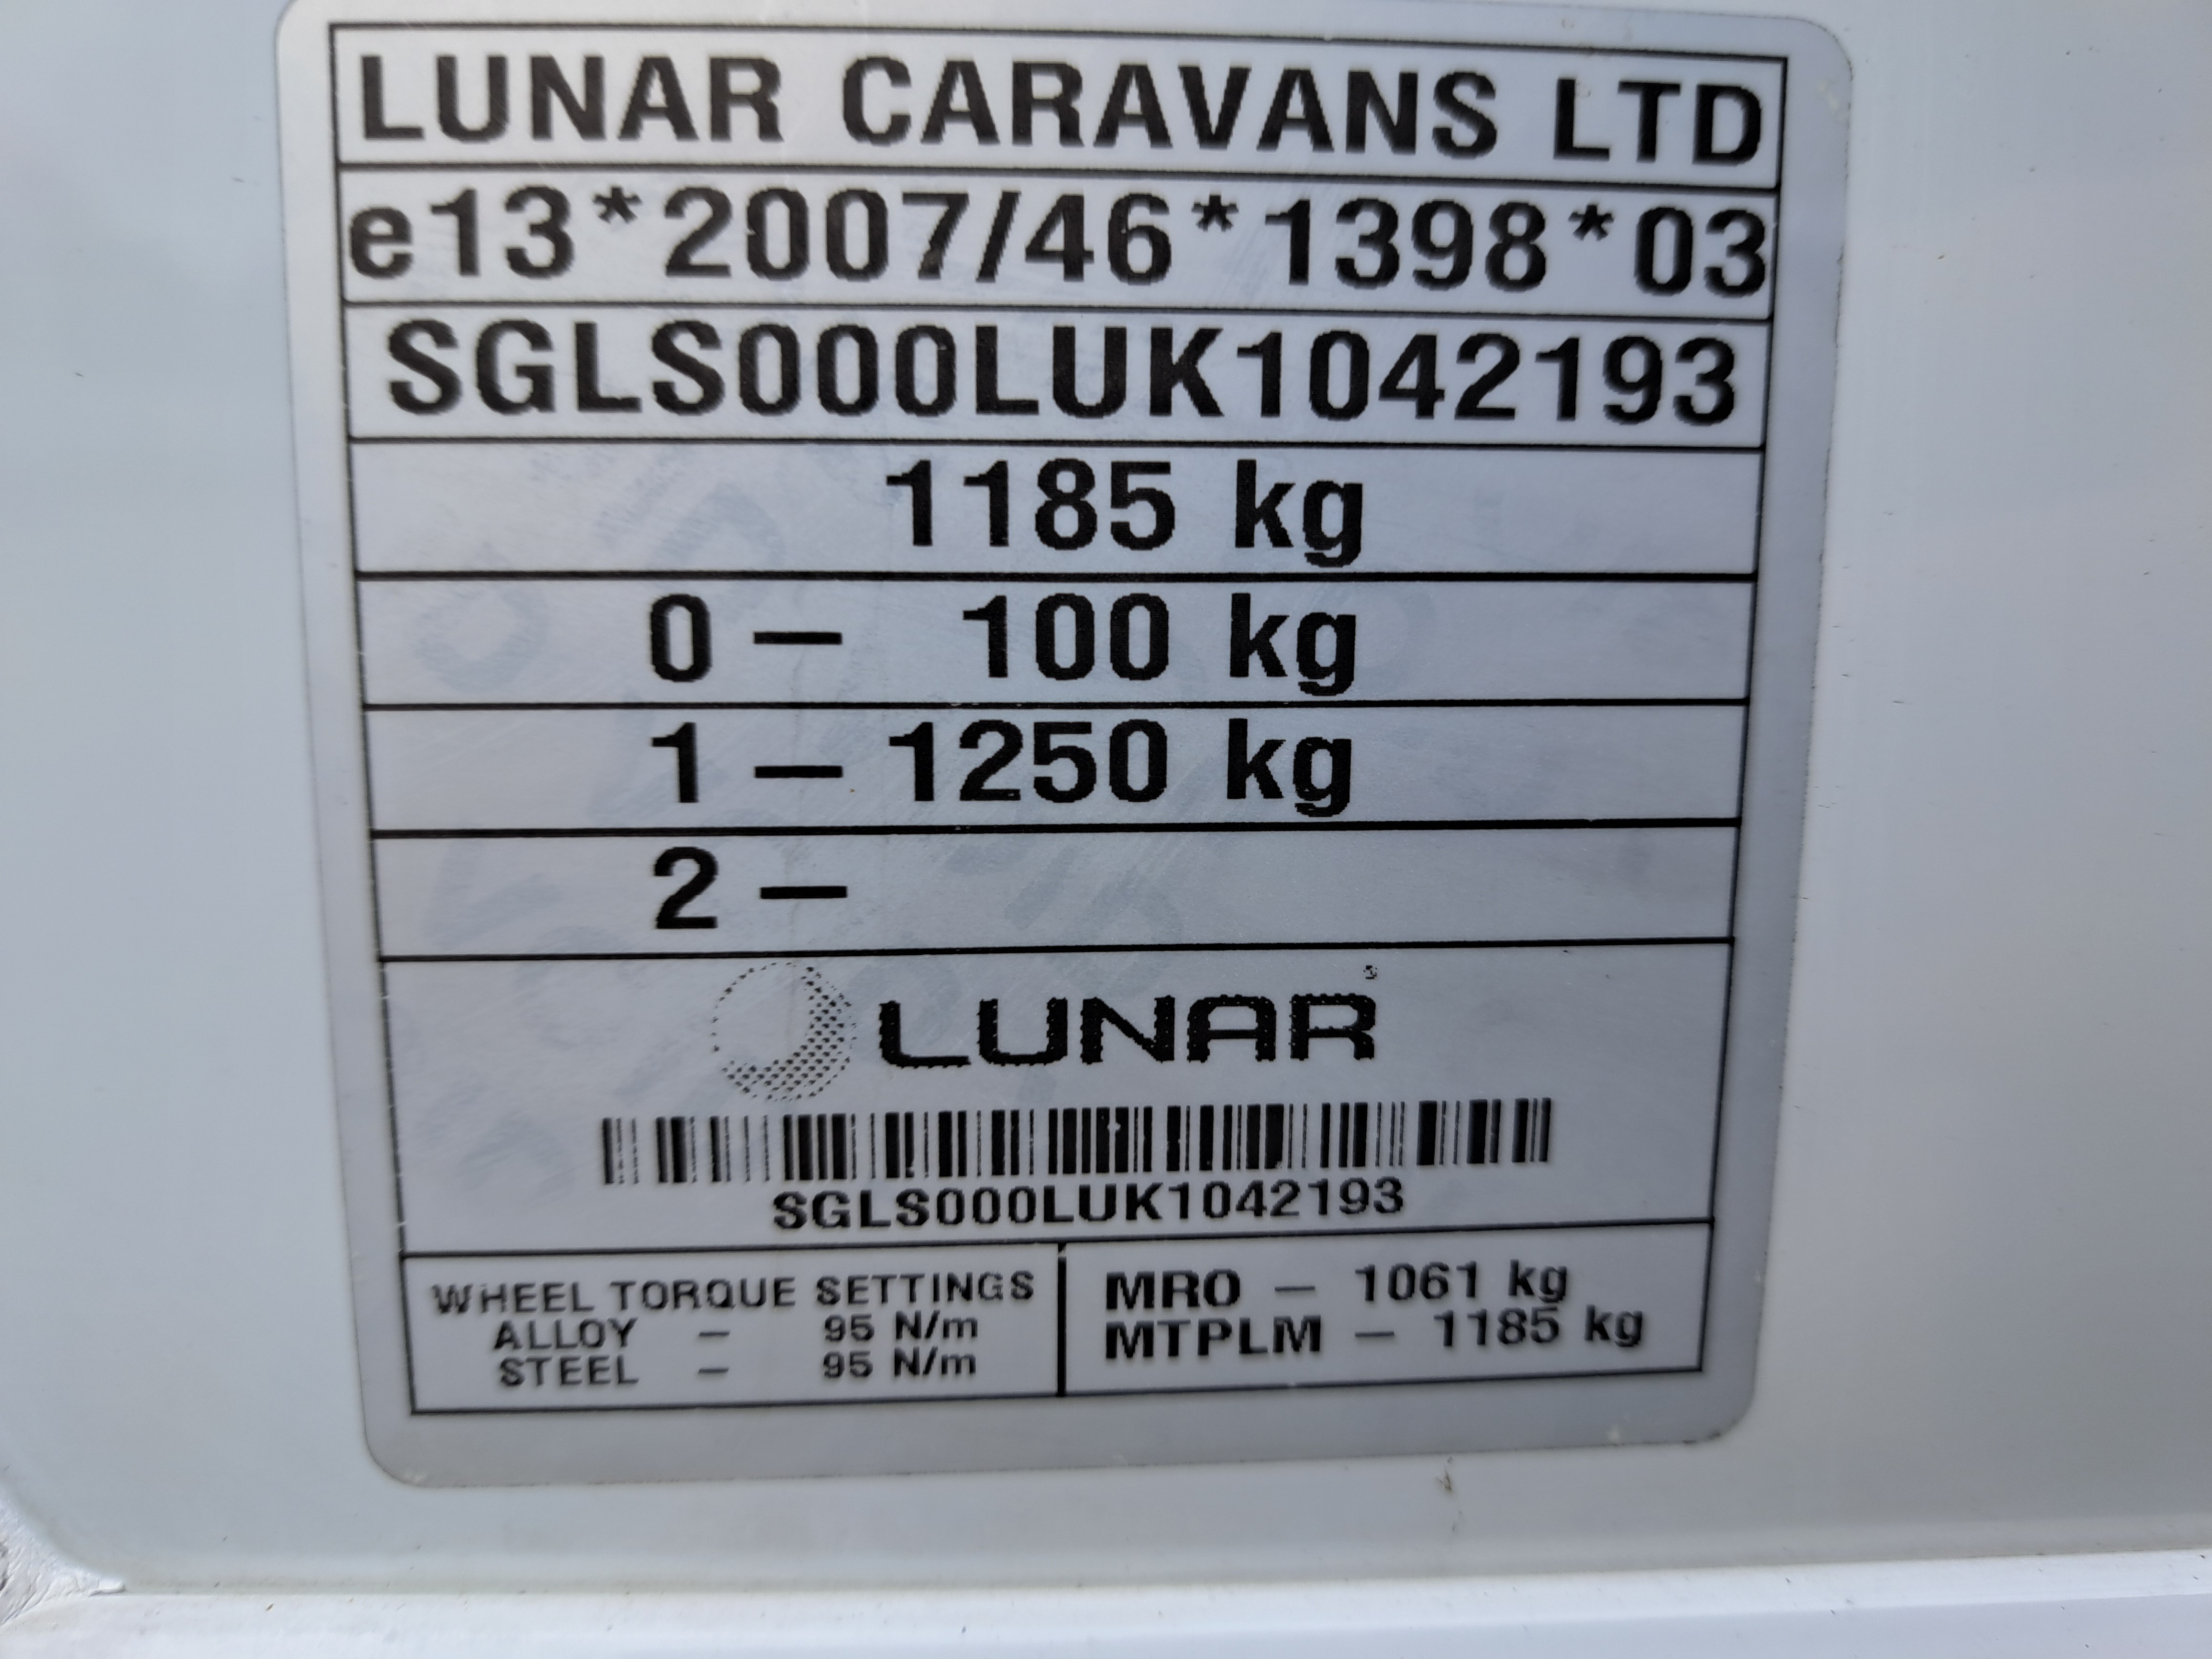 LUNAR CARAVANS LTD
e13*2007/46*1398*03
SGLS000LUK1042193
1185 kg
0 – 100 kg
1 – 1250 kg
2 –
LUNAR
SGLS000LUK1042193
WHEEL TORQUE SETTINGS
ALLOY – 95 N/m
STEEL – 95 N/m
MRO – 1061 kg
MTPLM – 1185 kg